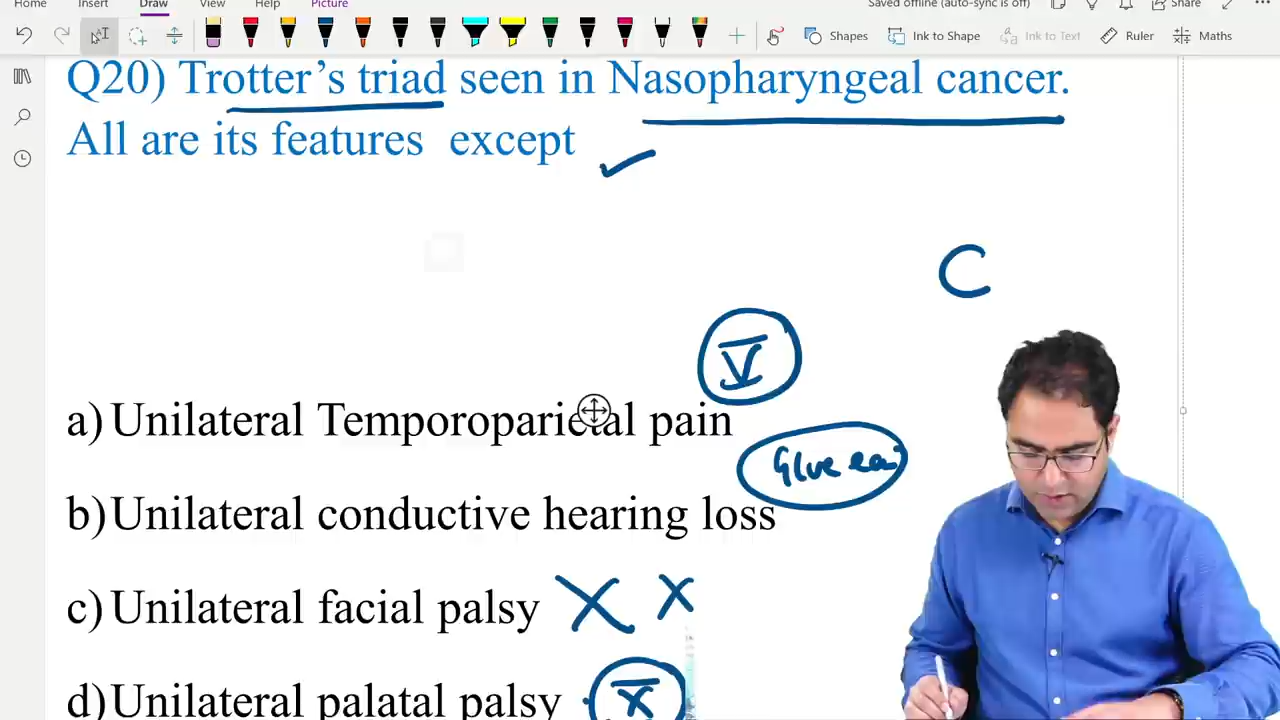 Home Insert Draw View Help Picture Saved offline (auto-sync is off) Share
Shapes Ink to Shape Ink to Text Ruler Maths
Q20) Trotter's triad seen in Nasopharyngeal cancer.
All are its features except
C
V
a) Unilateral Temporoparietal pain
Glue ear
b) Unilateral conductive hearing loss
c) Unilateral facial palsy X X
d) Unilateral palatal palsy X